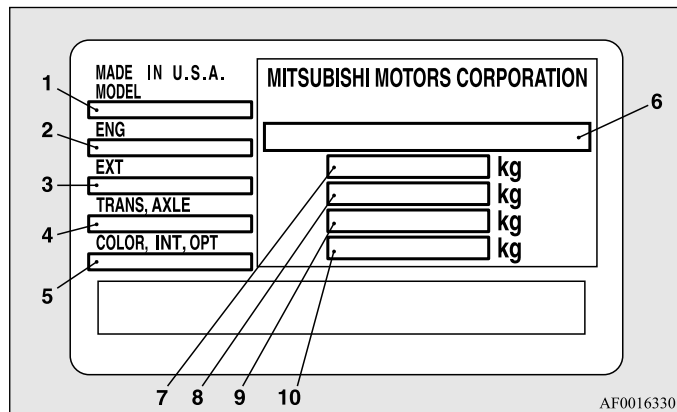 MADE IN U.S.A.
MODEL
1
ENG
2
EXT
3
TRANS, AXLE
4
COLOR, INT, OPT
5
MITSUBISHI MOTORS CORPORATION
6
kg
kg
kg
kg
7 8 9 10
AF0016330